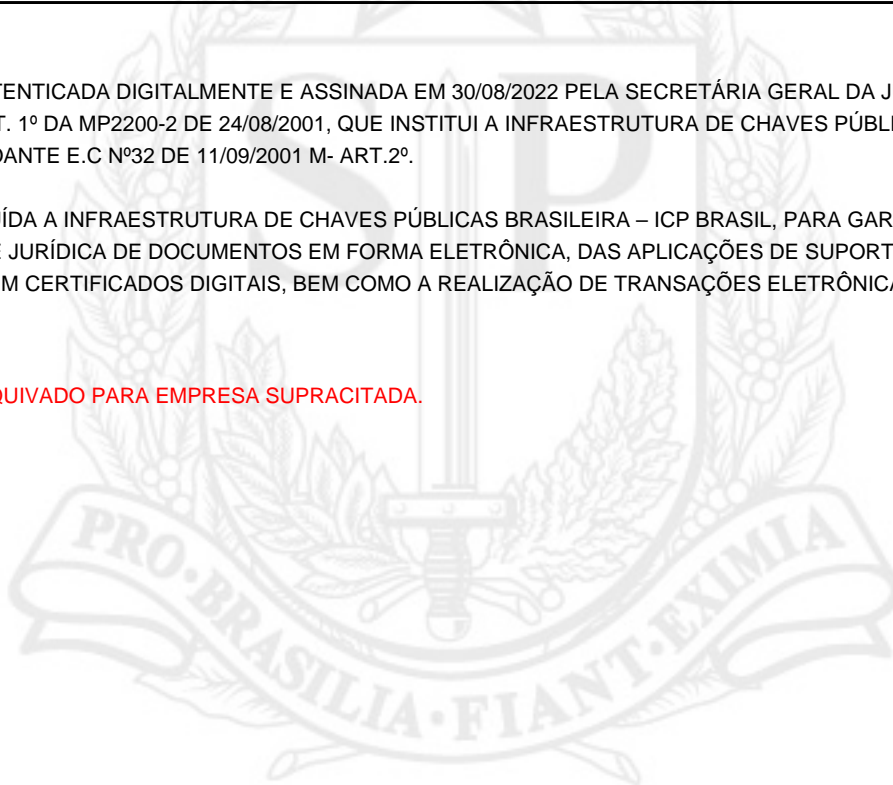 TENTICADA DIGITALMENTE E ASSINADA EM 30/08/2022 PELA SECRETÁRIA GERAL DA J
T. 1º DA MP2200-2 DE 24/08/2001, QUE INSTITUI A INFRAESTRUTURA DE CHAVES PÚBLI
DANTE E.C Nº32 DE 11/09/2001 M- ART.2º.
ÍDA A INFRAESTRUTURA DE CHAVES PÚBLICAS BRASILEIRA – ICP BRASIL, PARA GAR
E JURÍDICA DE DOCUMENTOS EM FORMA ELETRÔNICA, DAS APLICAÇÕES DE SUPORT
M CERTIFICADOS DIGITAIS, BEM COMO A REALIZAÇÃO DE TRANSAÇÕES ELETRÔNICA
QUIVADO PARA EMPRESA SUPRACITADA.
SP
PRO·BRASILIA·FIANT·EXIMIA